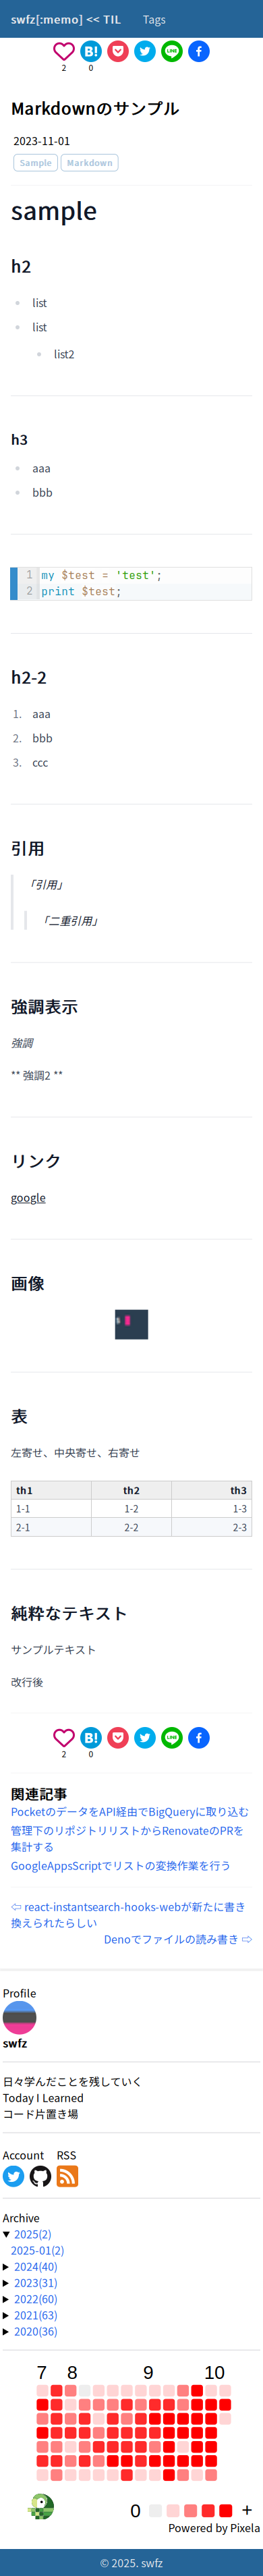 swfz[:memo] << TIL Tags
2 0
Markdownのサンプル
2023-11-01
Sample Markdown
sample
h2
list
list
list2
h3
aaa
bbb
1 my $test = 'test';
2 print $test;
h2-2
1. aaa
2. bbb
3. ccc
引用
「引用」
「二重引用」
強調表示
強調
** 強調2 **
リンク
google
画像
$
表
左寄せ、中央寄せ、右寄せ
th1 th2 th3
1-1 1-2 1-3
2-1 2-2 2-3
純粋なテキスト
サンプルテキスト
改行後
2 0
関連記事
PocketのデータをAPI経由でBigQueryに取り込む
管理下のリポジトリリストからRenovateのPRを
集計する
GoogleAppsScriptでリストの変換作業を行う
⇦ react-instantsearch-hooks-webが新たに書き
換えられたらしい
Denoでファイルの読み書き ⇨
Profile
swfz
日々学んだことを残していく
Today I Learned
コード片置き場
Account RSS
Archive
▼ 2025(2)
2025-01(2)
▶ 2024(40)
▶ 2023(31)
▶ 2022(60)
▶ 2021(63)
▶ 2020(36)
7 8 9 10
0 +
Powered by Pixela
© 2025. swfz